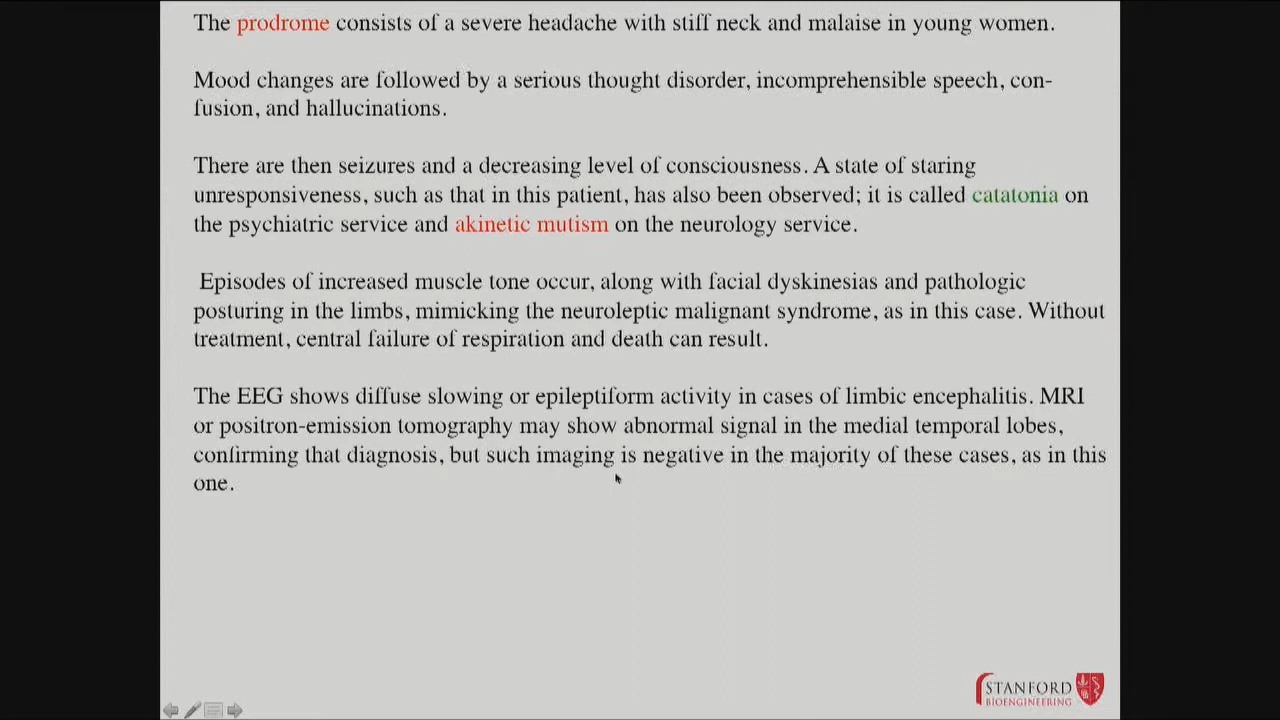 The prodrome consists of a severe headache with stiff neck and malaise in young women.
Mood changes are followed by a serious thought disorder, incomprehensible speech, con-
fusion, and hallucinations.
There are then seizures and a decreasing level of consciousness. A state of staring
unresponsiveness, such as that in this patient, has also been observed; it is called catatonia on
the psychiatric service and akinetic mutism on the neurology service.
Episodes of increased muscle tone occur, along with facial dyskinesias and pathologic
posturing in the limbs, mimicking the neuroleptic malignant syndrome, as in this case. Without
treatment, central failure of respiration and death can result.
The EEG shows diffuse slowing or epileptiform activity in cases of limbic encephalitis. MRI
or positron-emission tomography may show abnormal signal in the medial temporal lobes,
confirming that diagnosis, but such imaging is negative in the majority of these cases, as in this
one.
STANFORD
BIOENGINEERING